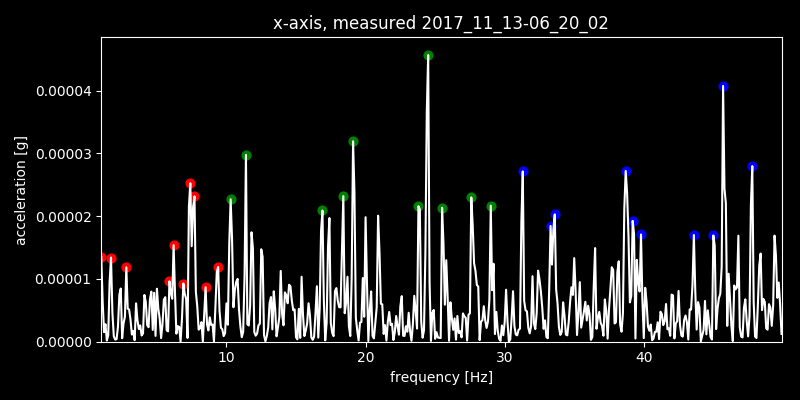 x-axis, measured 2017_11_13-06_20_02
acceleration [g]
0.00004
0.00003
0.00002
0.00001
0.00000
10 20 30 40
frequency [Hz]